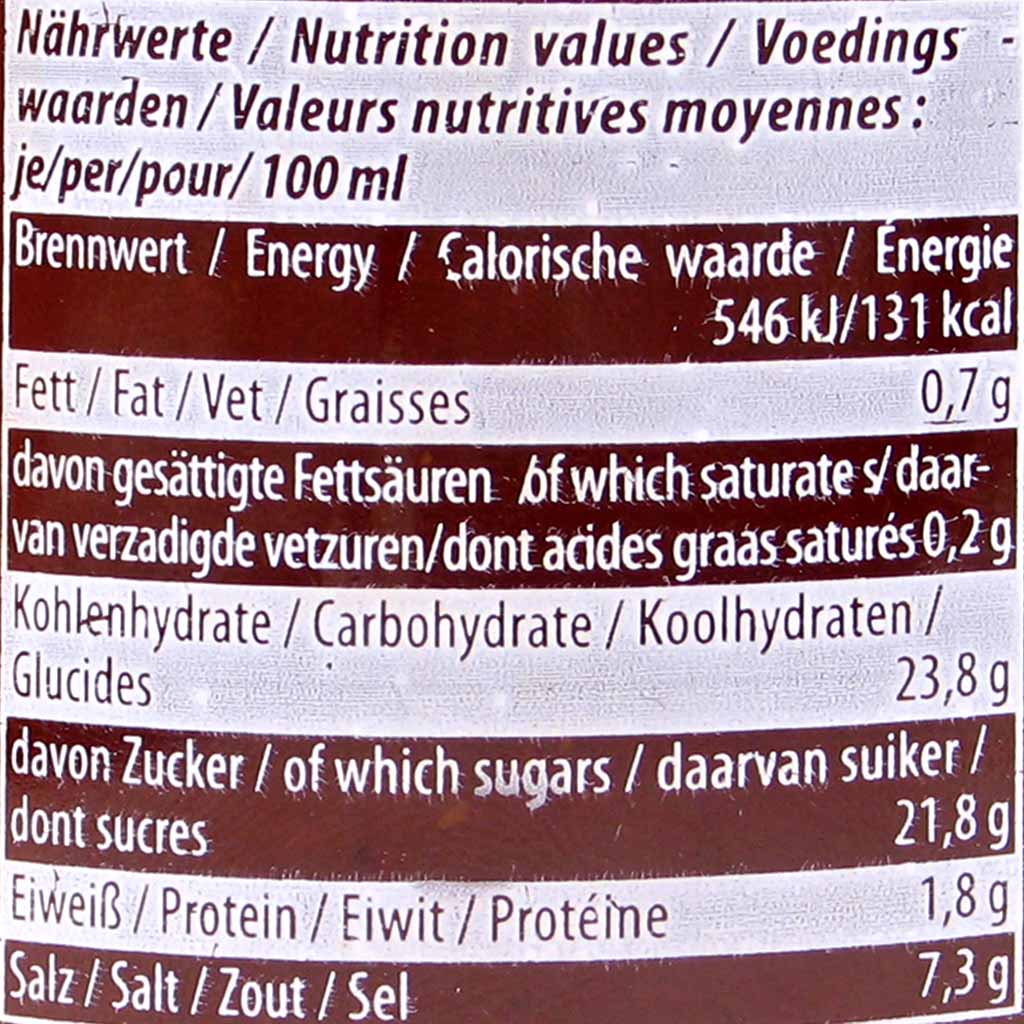 Nährwerte / Nutrition values / Voedings -
waarden / Valeurs nutritives moyennes :
je/per/pour/ 100 ml
Brennwert / Energy / Calorische waarde / Énergie
546 kJ/131 kcal
Fett / Fat / Vet / Graisses 0,7 g
davon gesättigte Fettsäuren /of which saturate s/ daar-
van verzadigde vetzuren/dont acides graas saturés 0,2 g
Kohlenhydrate / Carbohydrate / Koolhydraten /
Glucides 23,8 g
davon Zucker / of which sugars / daarvan suiker /
dont sucres 21,8 g
Eiweiß / Protein / Eiwit / Protéine 1,8 g
Salz / Salt / Zout / Sel 7,3 g